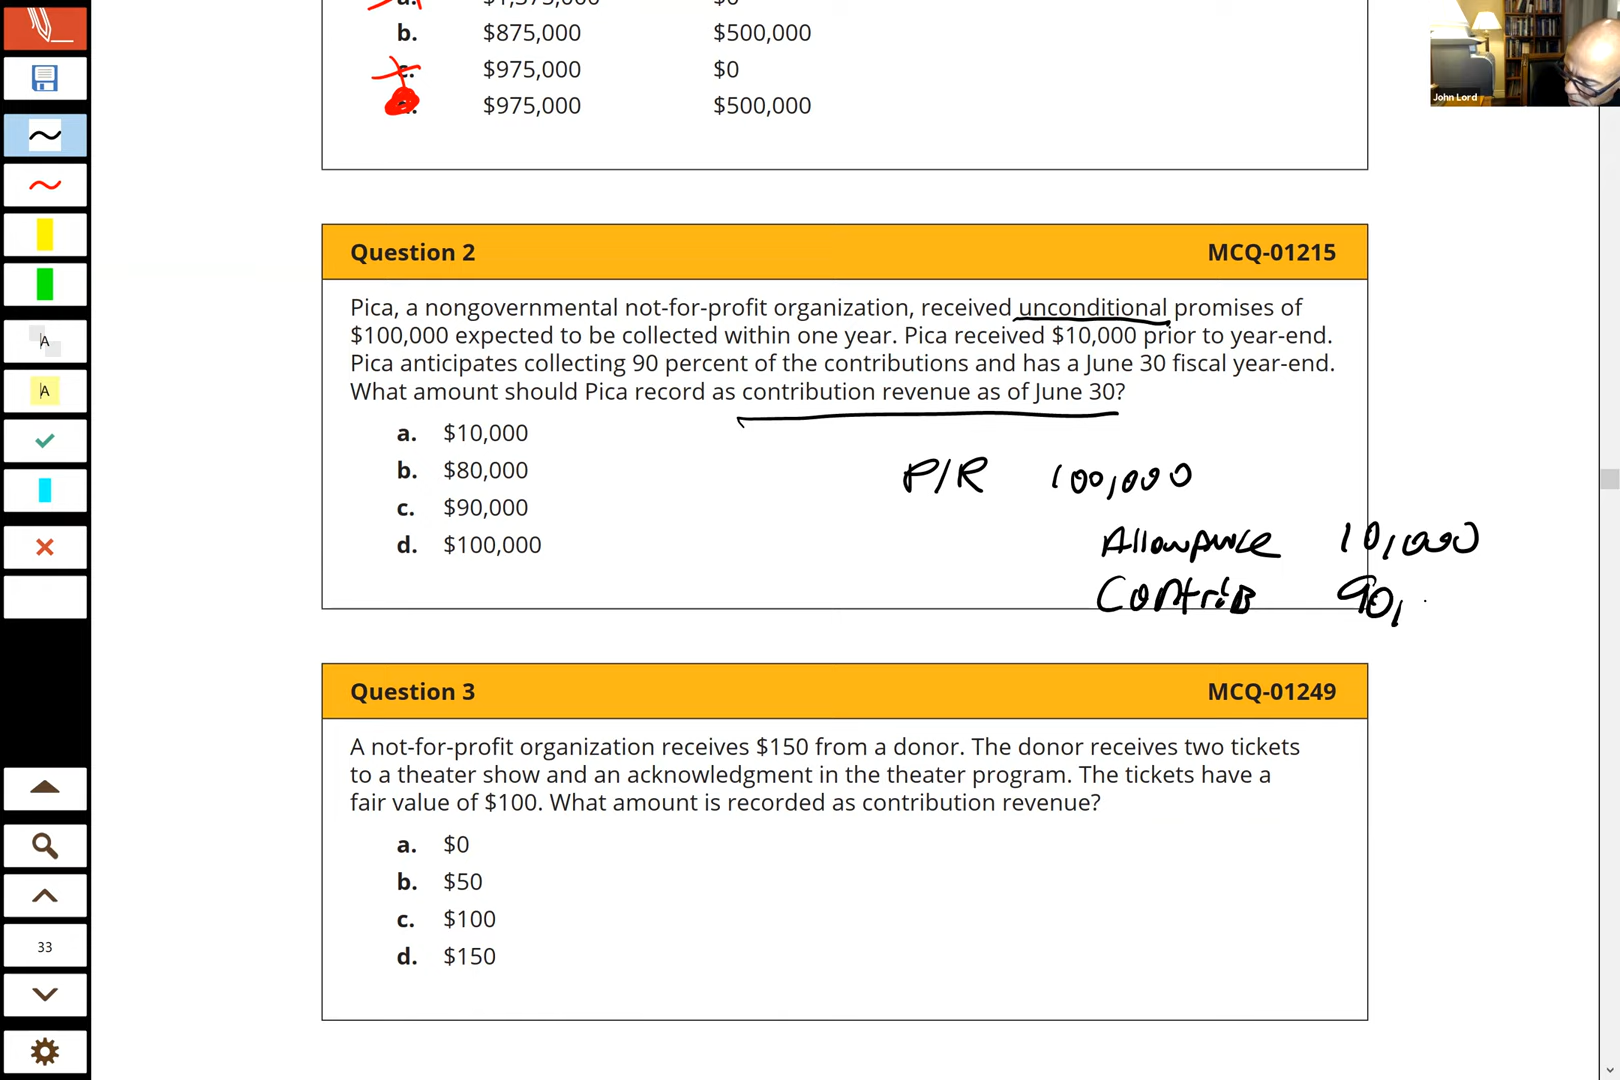 b. $875,000 $500,000
c. $975,000 $0
$975,000 $500,000
John Lord
Question 2 MCQ-01215
Pica, a nongovernmental not-for-profit organization, received unconditional promises of
$100,000 expected to be collected within one year. Pica received $10,000 prior to year-end.
Pica anticipates collecting 90 percent of the contributions and has a June 30 fiscal year-end.
What amount should Pica record as contribution revenue as of June 30?
a. $10,000
b. $80,000
c. $90,000
d. $100,000
P/R 100,000
Allowance 10,000
Contrib 90,
Question 3 MCQ-01249
A not-for-profit organization receives $150 from a donor. The donor receives two tickets
to a theater show and an acknowledgment in the theater program. The tickets have a
fair value of $100. What amount is recorded as contribution revenue?
a. $0
b. $50
c. $100
d. $150
A
A
33